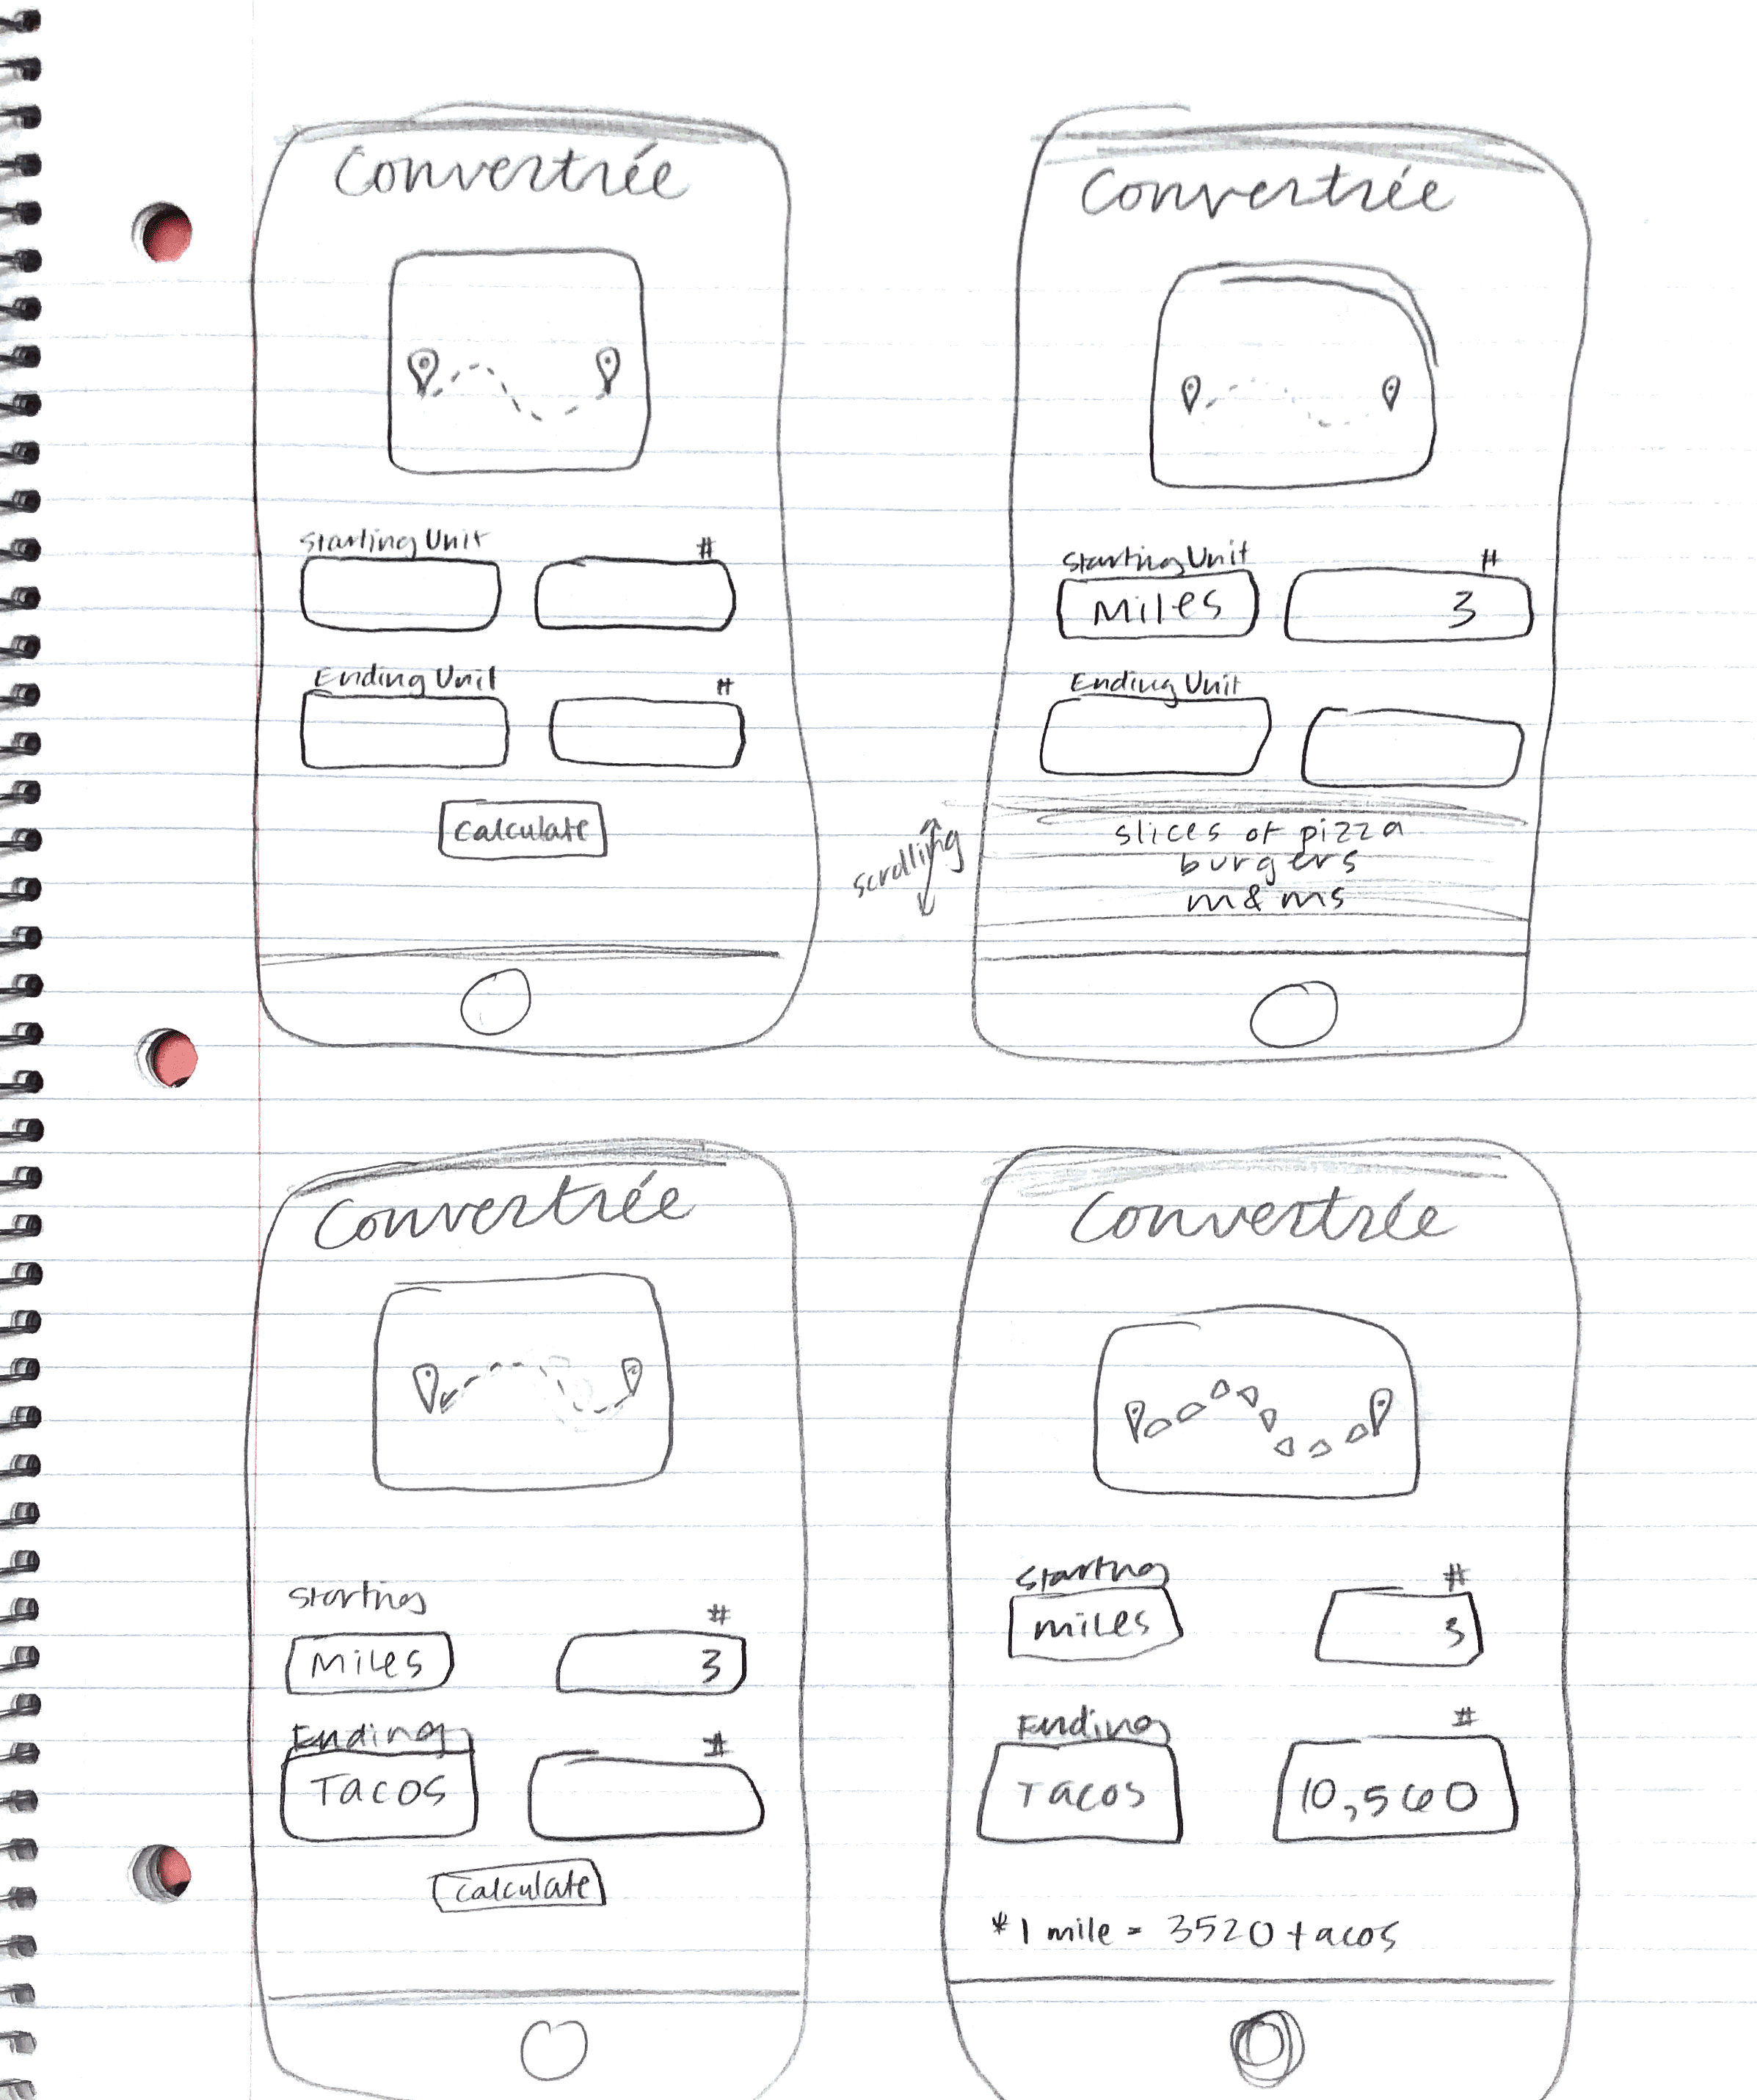 Convertrée
Starting Unit #
Ending Unit #
Calculate
Convertrée
Starting Unit #
Miles 3
Ending Unit
scrolling
slices of pizza
burgers
m&ms
Convertrée
Starting #
Miles 3
Ending #
Tacos
Calculate
Convertrée
Starting #
miles 3
Ending #
Tacos 10,560
*1 mile = 3520 tacos